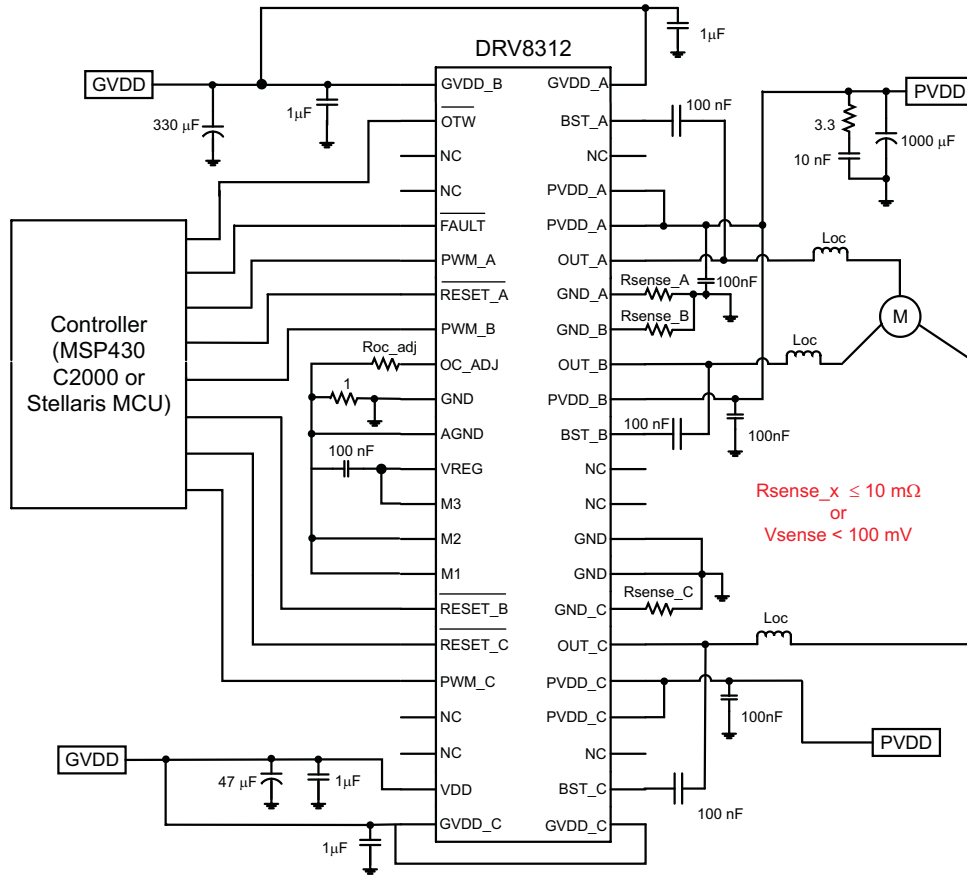 DRV8312
GVDD
330 μF
1μF
1μF
GVDD_B
OTW
NC
NC
FAULT
PWM_A
RESET_A
PWM_B
OC_ADJ
GND
AGND
VREG
M3
M2
M1
RESET_B
RESET_C
PWM_C
NC
NC
VDD
GVDD_C
GVDD_A
BST_A
NC
PVDD_A
PVDD_A
OUT_A
GND_A
GND_B
OUT_B
PVDD_B
BST_B
NC
NC
GND
GND
GND_C
OUT_C
PVDD_C
PVDD_C
NC
BST_C
GVDD_C
Controller
(MSP430
C2000 or
Stellaris MCU)
Roc_adj
1
100 nF
GVDD
47 μF
1μF
1μF
100 nF
PVDD
3.3
10 nF
1000 μF
Loc
100nF
Rsense_A
Rsense_B
M
Loc
100 nF
100nF
Rsense_x ≤ 10 mΩ
or
Vsense < 100 mV
Rsense_C
Loc
100nF
PVDD
100 nF